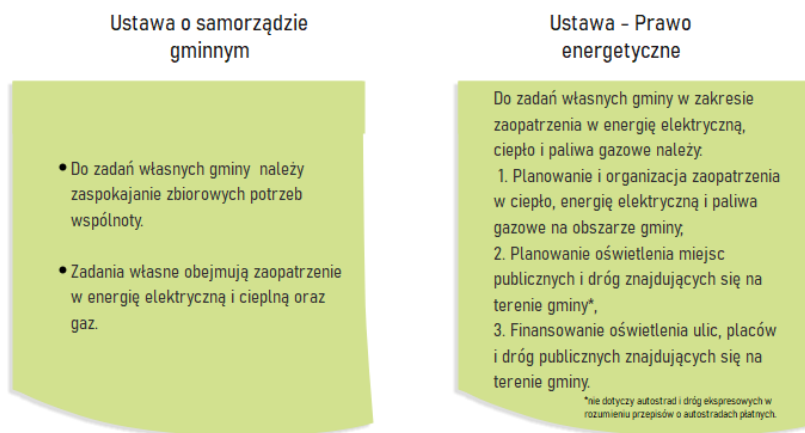 Ustawa o samorządzie
gminnym
• Do zadań własnych gminy należy
zaspokajanie zbiorowych potrzeb
wspólnoty.
• Zadania własne obejmują zaopatrzenie
w energię elektryczną i cieplną oraz
gaz.
Ustawa - Prawo
energetyczne
Do zadań własnych gminy w zakresie
zaopatrzenia w energię elektryczną,
ciepło i paliwa gazowe należy:
1. Planowanie i organizacja zaopatrzenia
w ciepło, energię elektryczną i paliwa
gazowe na obszarze gminy;
2. Planowanie oświetlenia miejsc
publicznych i dróg znajdujących się na
terenie gminy*,
3. Finansowanie oświetlenia ulic, placów
i dróg publicznych znajdujących się na
terenie gminy.
*nie dotyczy autostrad i dróg ekspresowych w
rozumieniu przepisów o autostradach płatnych.